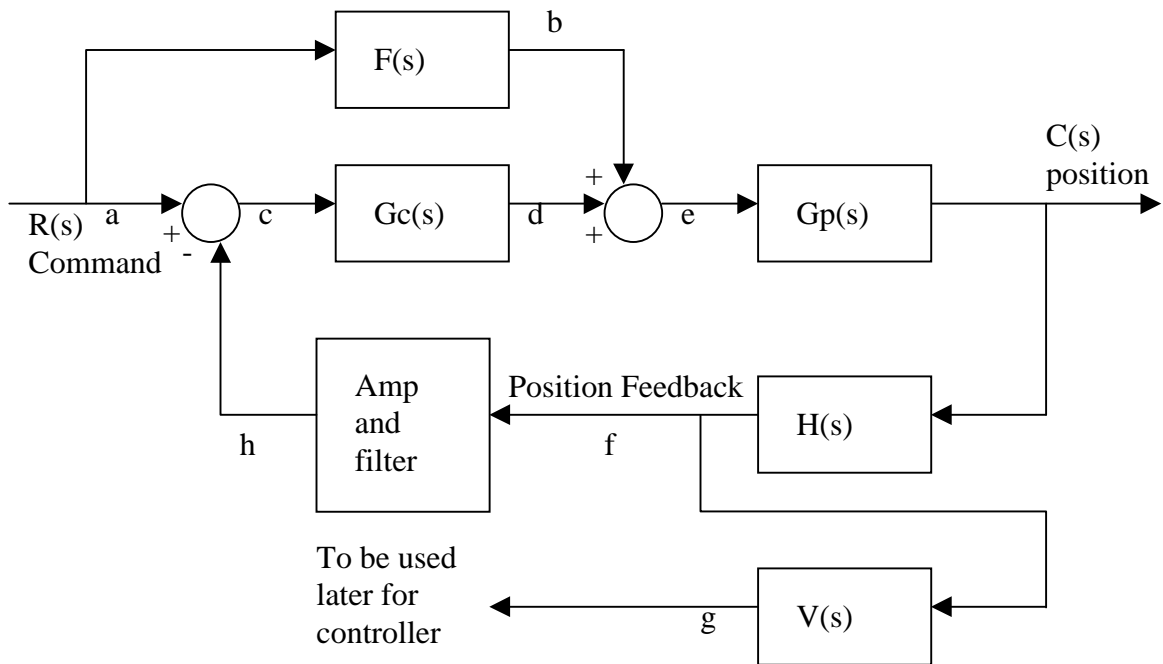 b
F(s)
C(s)
position
+
a
c
Gc(s)
d
e
Gp(s)
R(s)
Command
+
-
+
Amp
and
filter
Position Feedback
h
f
H(s)
To be used
later for
controller
g
V(s)